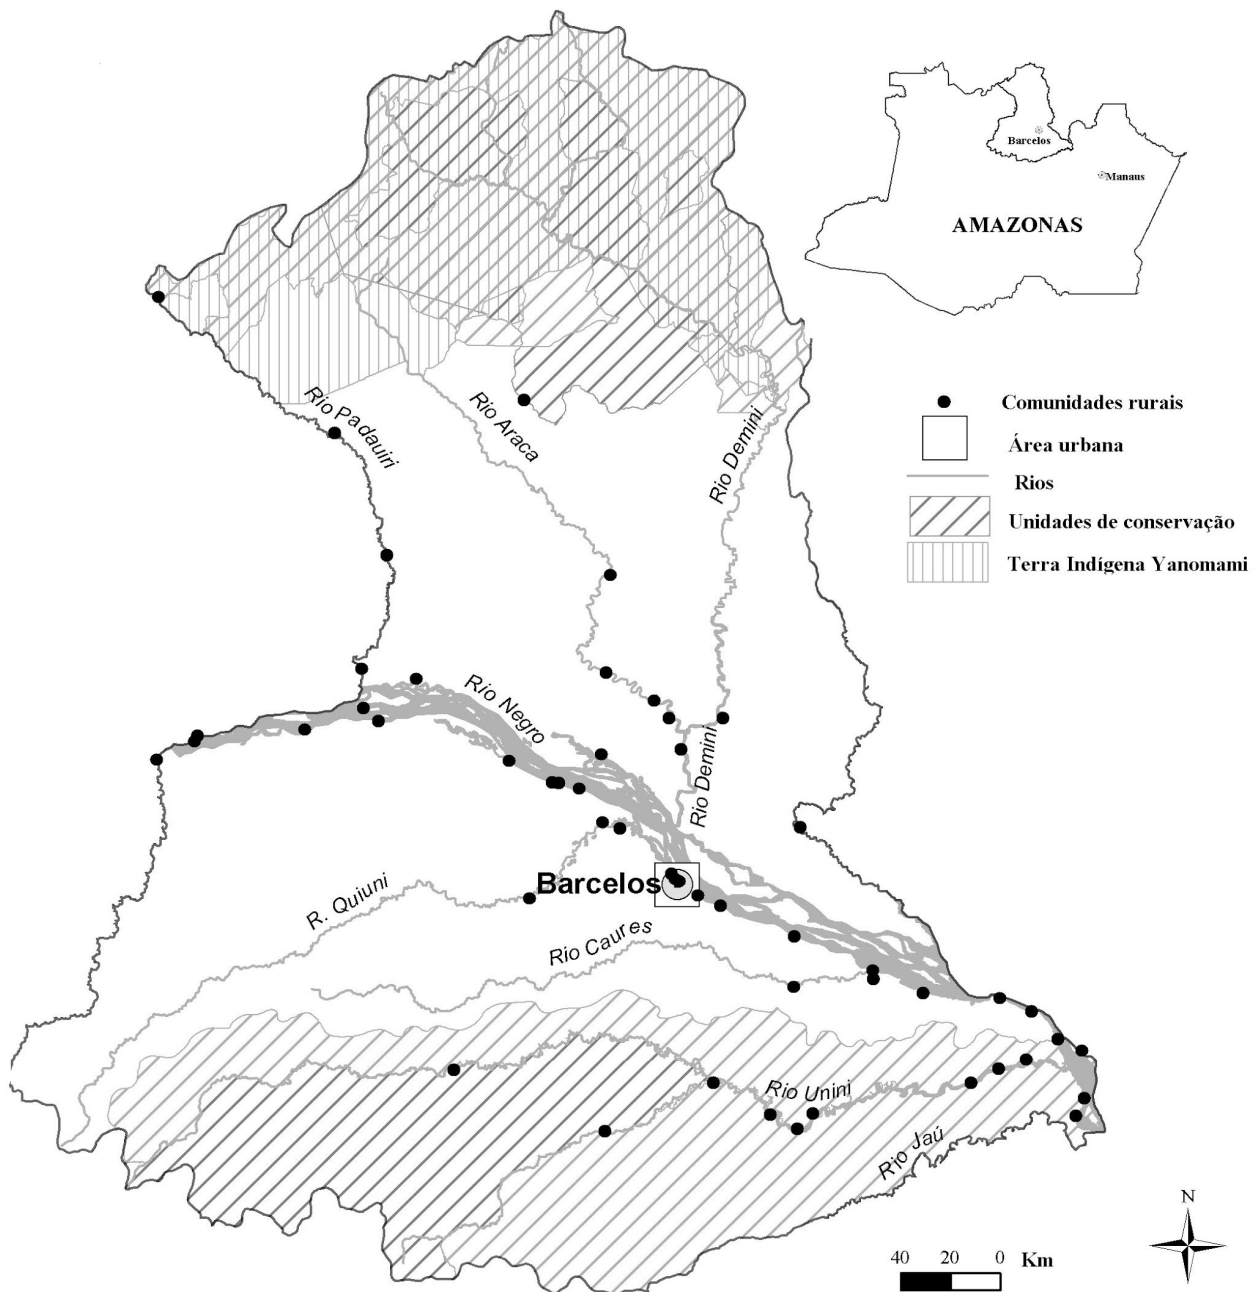 Barcelos
Manaus
AMAZONAS
Rio Padauiri
Rio Araca
Rio Demini
Comunidades rurais
Área urbana
Rios
Unidades de conservação
Terra Indígena Yanomami
Rio Negro
Rio Demini
Barcelos
R. Quiuni
Rio Caures
Rio Unini
Rio Jaú
N
40 20 0 Km